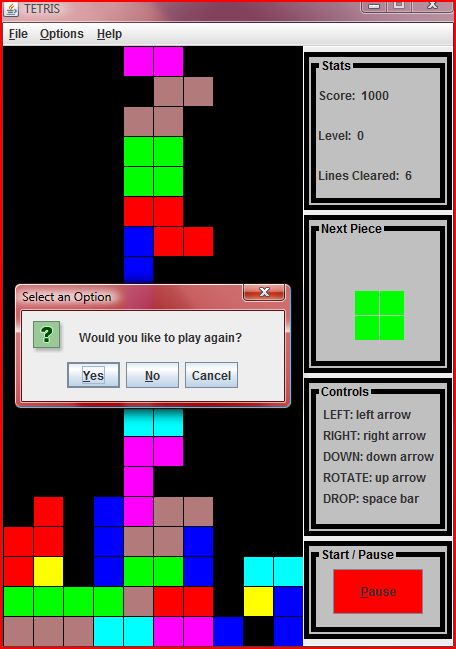 TETRIS
File Options Help
Stats
Score: 1000
Level: 0
Lines Cleared: 6
Next Piece
Select an Option
?
Would you like to play again?
Yes No Cancel
Controls
LEFT: left arrow
RIGHT: right arrow
DOWN: down arrow
ROTATE: up arrow
DROP: space bar
Start / Pause
Pause